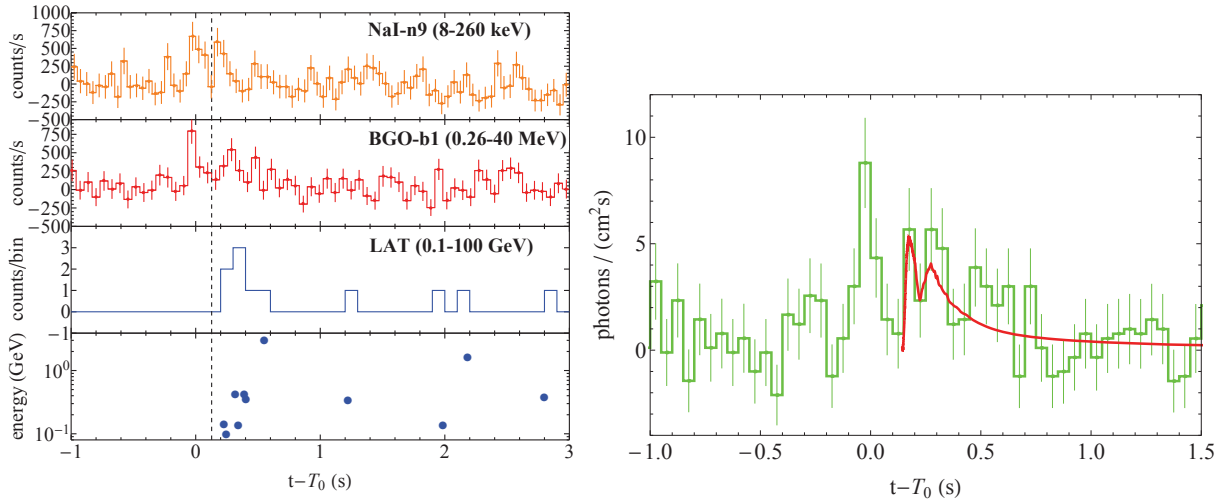 NaI-n9 (8-260 keV)
counts/s
1000
750
500
250
0
−250
−500
BGO-b1 (0.26-40 MeV)
counts/s
750
500
250
0
−250
−500
LAT (0.1-100 GeV)
counts/bin
3
2
1
0
−1
energy (GeV)
10⁰
10⁻¹
−1 0 1 2 3
t−T₀ (s)
photons / (cm² s)
10
5
0
−1.0 −0.5 0.0 0.5 1.0 1.5
t−T₀ (s)